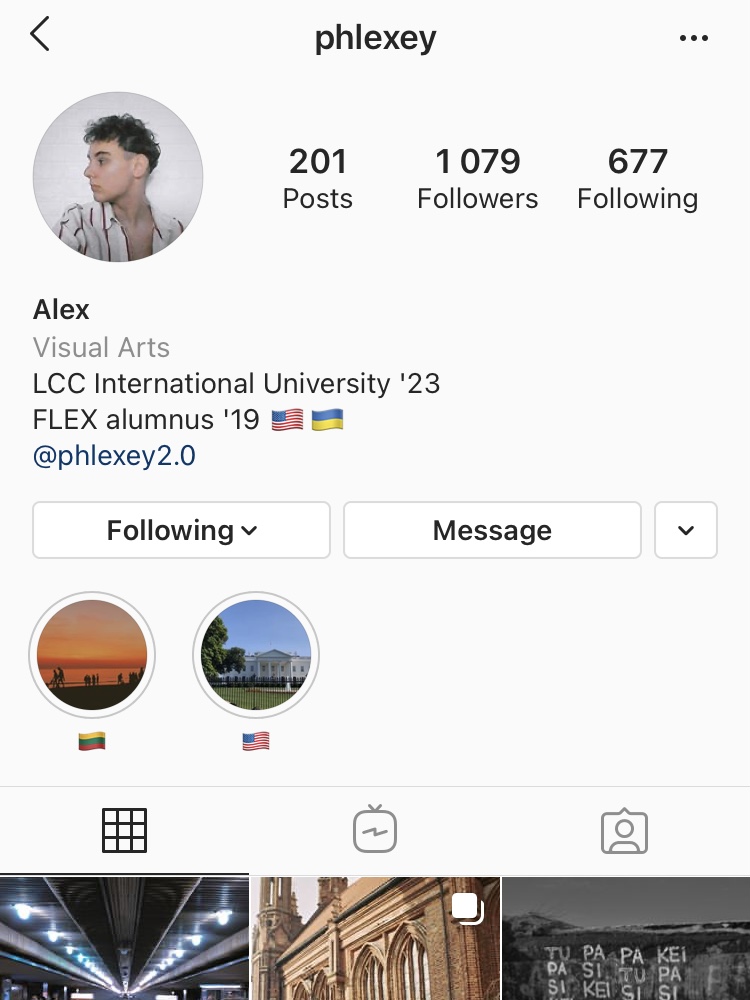 phlexey
201 1 079 677
Posts Followers Following
Alex
Visual Arts
LCC International University '23
FLEX alumnus '19 🇺🇸 🇺🇦
@phlexey2.0
Following Message
🇱🇹 🇺🇸
TU PA PA KEI
PA SI TU PA
SI KEI SI SI